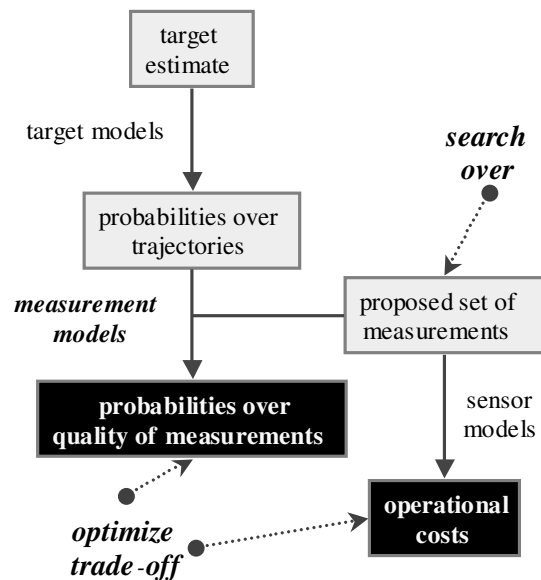 target
estimate
target models
search
over
probabilities over
trajectories
measurement
models
proposed set of
measurements
probabilities over
quality of measurements
sensor
models
optimize
trade-off
operational
costs